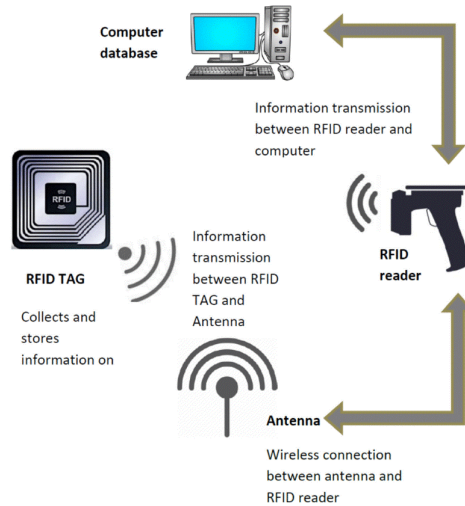 Computer
database
Information transmission
between RFID reader and
computer
RFID
RFID
reader
Information
transmission
between RFID
TAG and
Antenna
RFID TAG
Collects and
stores
information on
Antenna
Wireless connection
between antenna and
RFID reader